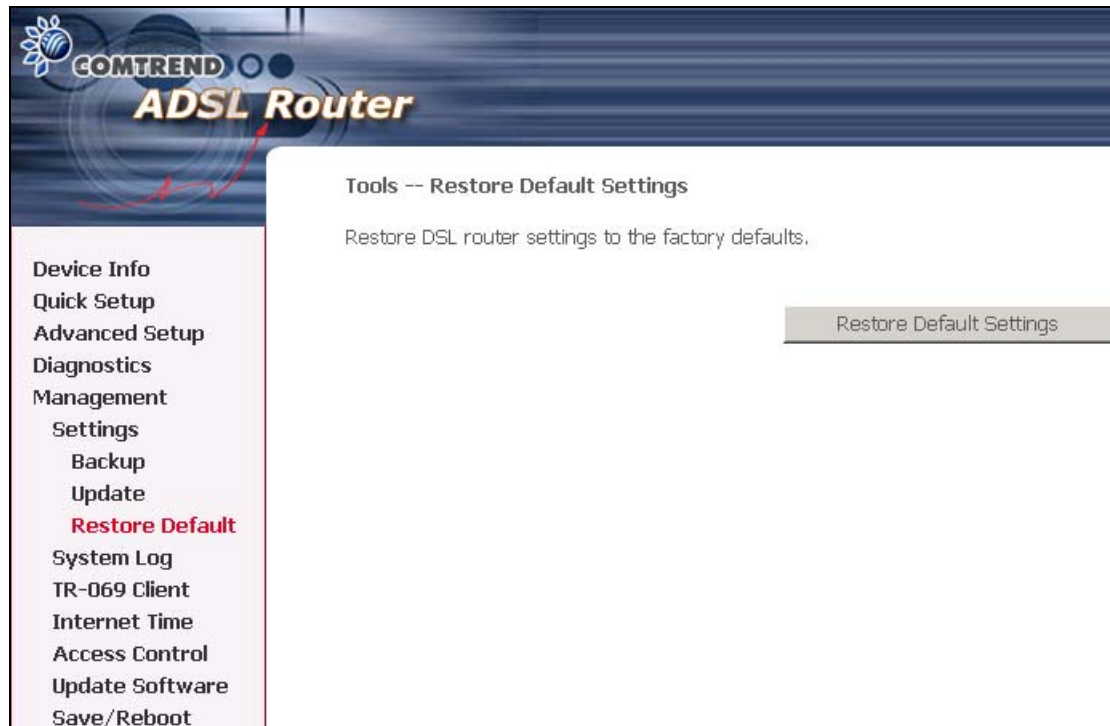 COMTREND
ADSL Router
Tools -- Restore Default Settings
Restore DSL router settings to the factory defaults.
Restore Default Settings
Device Info
Quick Setup
Advanced Setup
Diagnostics
Management
Settings
Backup
Update
Restore Default
System Log
TR-069 Client
Internet Time
Access Control
Update Software
Save/Reboot